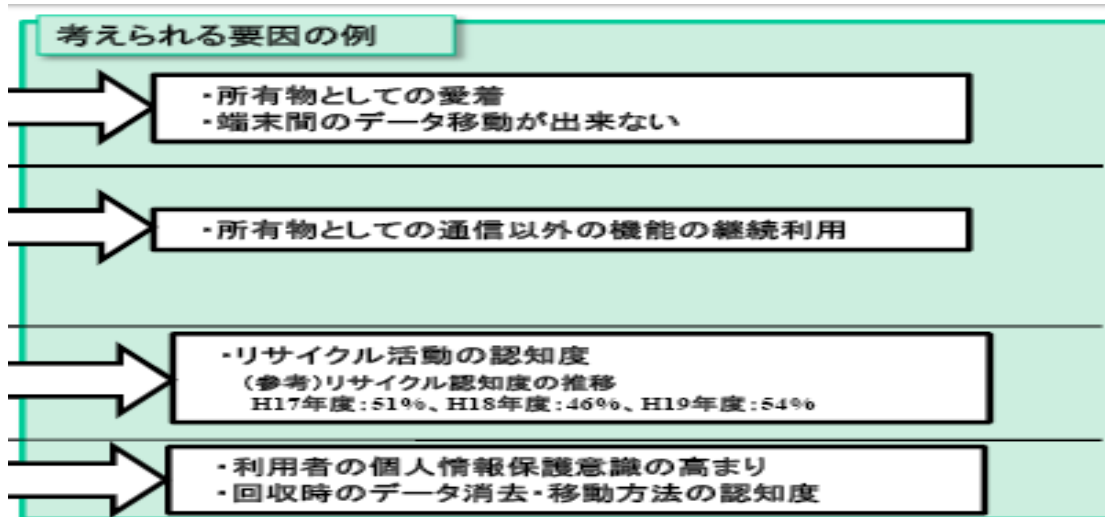 考えられる要因の例
・所有物としての愛着
・端末間のデータ移動が出来ない
・所有物としての通信以外の機能の継続利用
・リサイクル活動の認知度
(参考)リサイクル認知度の推移
H17年度:51%、H18年度:46%、H19年度:54%
・利用者の個人情報保護意識の高まり
・回収時のデータ消去・移動方法の認知度